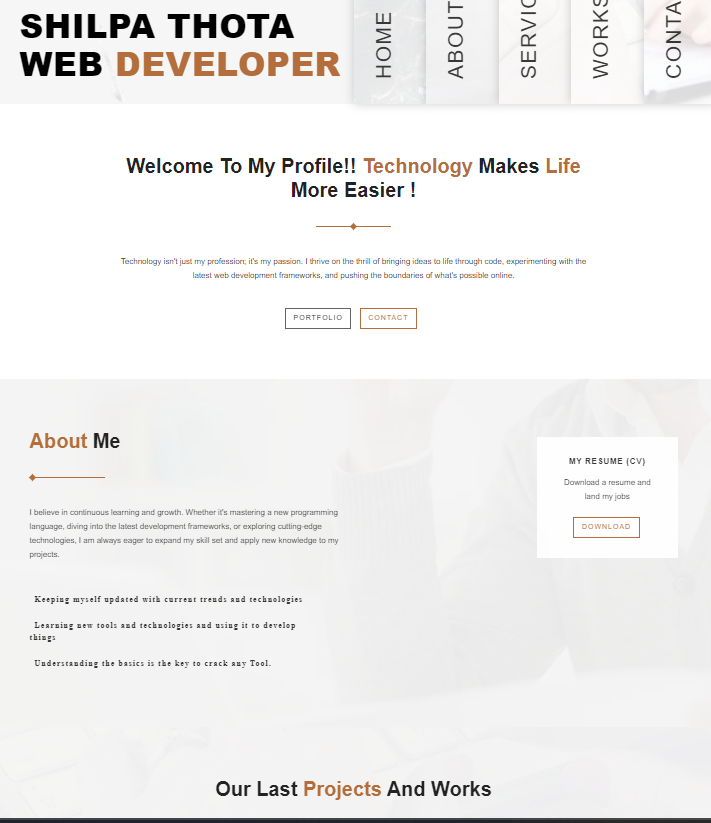 SHILPA THOTA
WEB DEVELOPER
HOME
ABOUT
SERVIC
WORKS
CONTA
Welcome To My Profile!! Technology Makes Life
More Easier !
Technology isn't just my profession; it's my passion. I thrive on the thrill of bringing ideas to life through code, experimenting with the
latest web development frameworks, and pushing the boundaries of what's possible online.
PORTFOLIO
CONTACT
About Me
I believe in continuous learning and growth. Whether it's mastering a new programming
language, diving into the latest development frameworks, or exploring cutting-edge
technologies, I am always eager to expand my skill set and apply new knowledge to my
projects.
Keeping myself updated with current trends and technologies
Learning new tools and technologies and using it to develop
things
Understanding the basics is the key to crack any Tool.
MY RESUME (CV)
Download a resume and
land my jobs
DOWNLOAD
Our Last Projects And Works